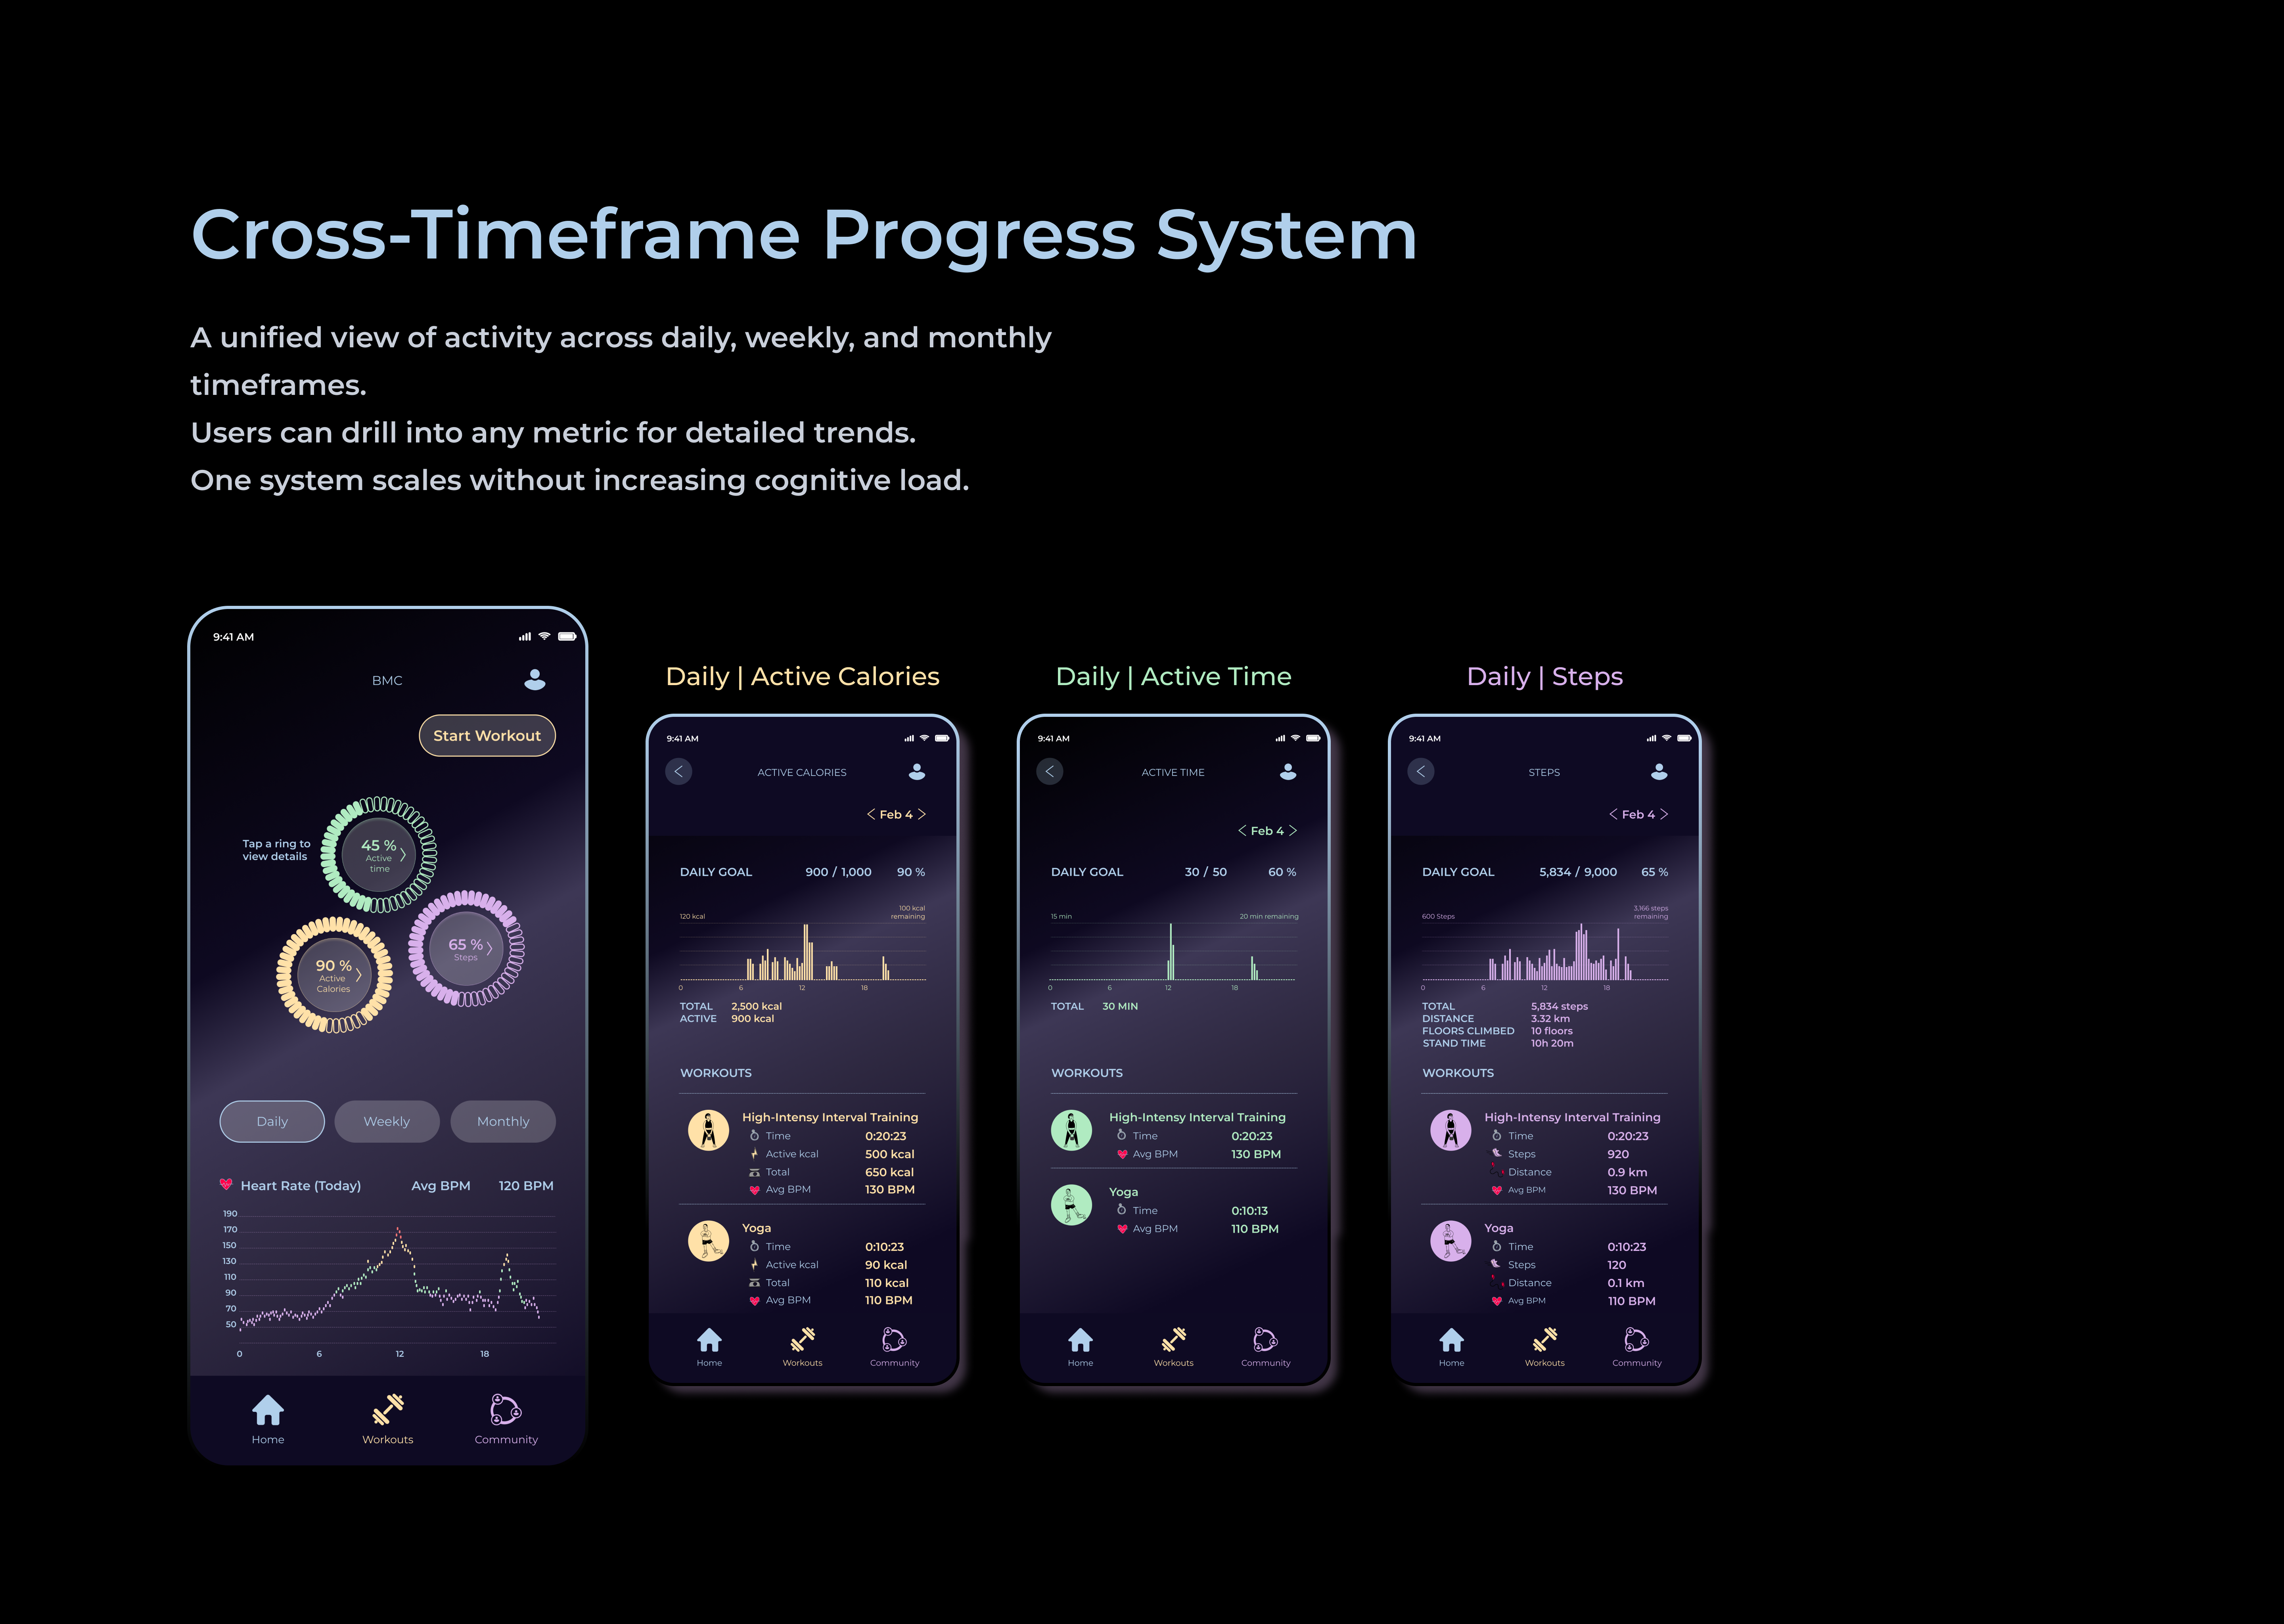 Cross-Timeframe Progress System
A unified view of activity across daily, weekly, and monthly
timeframes.
Users can drill into any metric for detailed trends.
One system scales without increasing cognitive load.
9:41 AM
BMC
Start Workout
Tap a ring to
view details
45 %
Active
time
65 %
Steps
90 %
Active
Calories
Daily Weekly Monthly
Heart Rate (Today) Avg BPM 120 BPM
190
170
150
130
110
90
70
50
0 6 12 18
Home Workouts Community
Daily | Active Calories
9:41 AM
ACTIVE CALORIES
< Feb 4 >
DAILY GOAL 900 / 1,000 90 %
120 kcal 100 kcal
remaining
0 6 12 18
TOTAL 2,500 kcal
ACTIVE 900 kcal
WORKOUTS
High-Intensy Interval Training
Time 0:20:23
Active kcal 500 kcal
Total 650 kcal
Avg BPM 130 BPM
Yoga
Time 0:10:23
Active kcal 90 kcal
Total 110 kcal
Avg BPM 110 BPM
Home Workouts Community
Daily | Active Time
9:41 AM
ACTIVE TIME
< Feb 4 >
DAILY GOAL 30 / 50 60 %
15 min 20 min remaining
0 6 12 18
TOTAL 30 MIN
WORKOUTS
High-Intensy Interval Training
Time 0:20:23
Avg BPM 130 BPM
Yoga
Time 0:10:13
Avg BPM 110 BPM
Home Workouts Community
Daily | Steps
9:41 AM
STEPS
< Feb 4 >
DAILY GOAL 5,834 / 9,000 65 %
600 Steps 3,166 steps
remaining
0 6 12 18
TOTAL 5,834 steps
DISTANCE 3.32 km
FLOORS CLIMBED 10 floors
STAND TIME 10h 20m
WORKOUTS
High-Intensy Interval Training
Time 0:20:23
Steps 920
Distance 0.9 km
Avg BPM 130 BPM
Yoga
Time 0:10:23
Steps 120
Distance 0.1 km
Avg BPM 110 BPM
Home Workouts Community